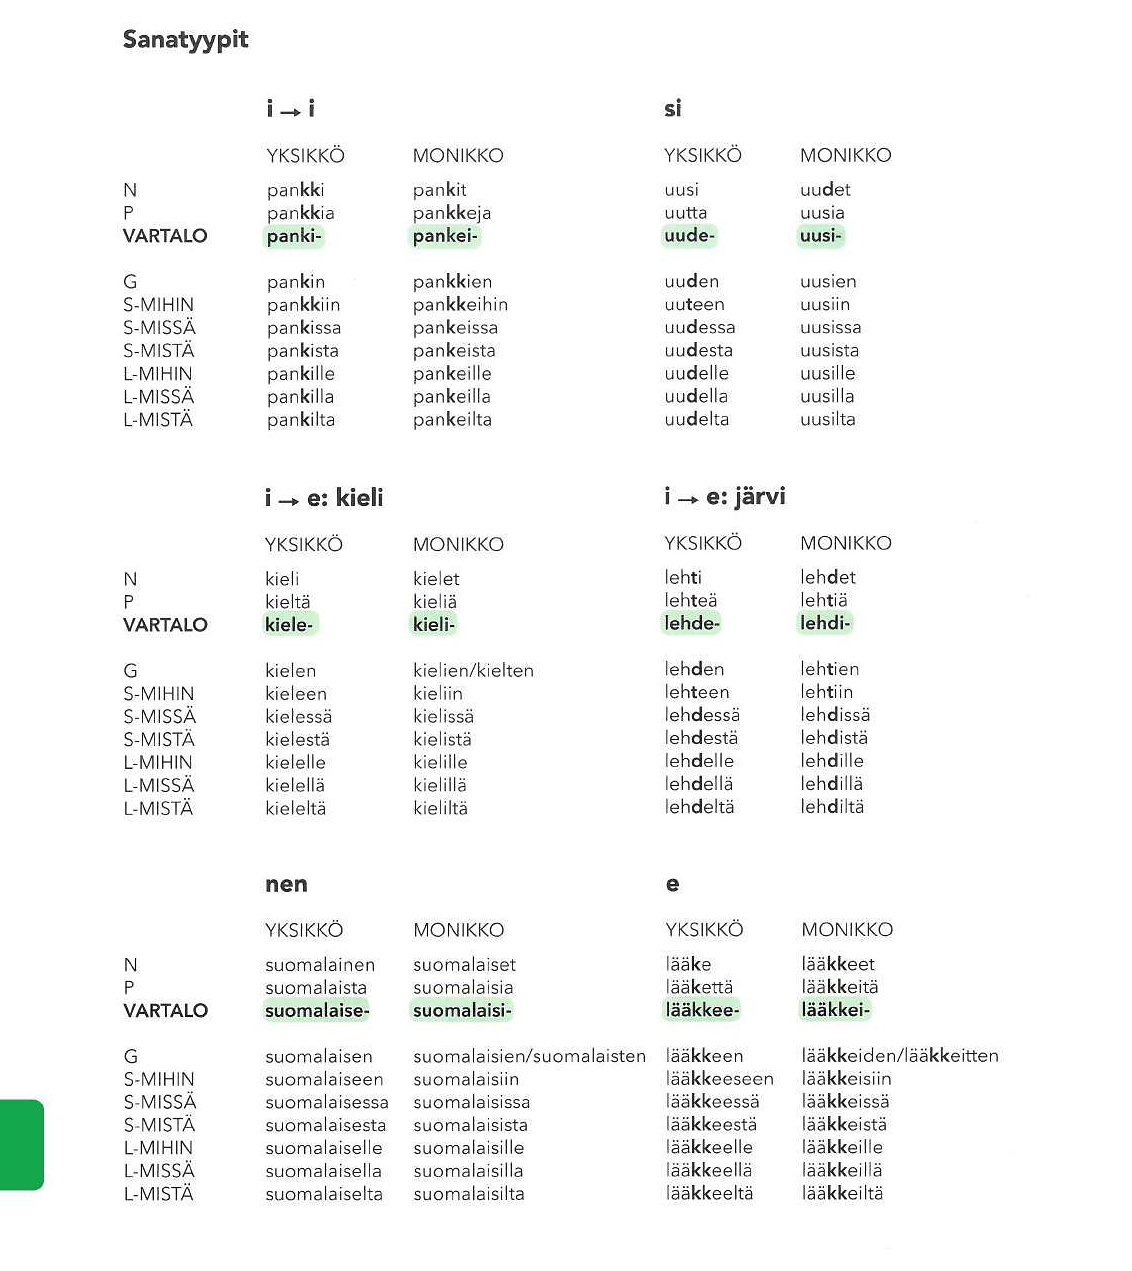 Sanatyypit
i → i si
YKSIKKÖ MONIKKO YKSIKKÖ MONIKKO
N pankki pankit uusi uudet
P pankkia pankkeja uutta uusia
VARTALO panki- pankei- uude- uusi-
G pankin pankkien uuden uusien
S-MIHIN pankkiin pankkeihin uuteen uusiin
S-MISSÄ pankissa pankeissa uudessa uusissa
S-MISTÄ pankista pankeista uudesta uusista
L-MIHIN pankille pankeille uudelle uusille
L-MISSÄ pankilla pankeilla uudella uusilla
L-MISTÄ pankilta pankeilta uudelta uusilta
i → e: kieli i → e: järvi
YKSIKKÖ MONIKKO YKSIKKÖ MONIKKO
N kieli kielet lehti lehdet
P kieltä kieliä lehteä lehtiä
VARTALO kiele- kieli- lehde- lehdi-
G kielen kielien/kielten lehden lehtien
S-MIHIN kieleen kieliin lehteen lehtiin
S-MISSÄ kielessä kielissä lehdessä lehdissä
S-MISTÄ kielestä kielistä lehdestä lehdistä
L-MIHIN kielelle kielille lehdelle lehdille
L-MISSÄ kielellä kielillä lehdellä lehdillä
L-MISTÄ kieleltä kieliltä lehdeltä lehdiltä
nen e
YKSIKKÖ MONIKKO YKSIKKÖ MONIKKO
N suomalainen suomalaiset lääke lääkkeet
P suomalaista suomalaisia lääkettä lääkkeitä
VARTALO suomalaise- suomalaisi- lääkkee- lääkkei-
G suomalaisen suomalaisien/suomalaisten lääkkeen lääkkeiden/lääkkeitten
S-MIHIN suomalaiseen suomalaisiin lääkkeeseen lääkkeisiin
S-MISSÄ suomalaisessa suomalaisissa lääkkeessä lääkkeissä
S-MISTÄ suomalaisesta suomalaisista lääkkeestä lääkkeistä
L-MIHIN suomalaiselle suomalaisille lääkkeelle lääkkeille
L-MISSÄ suomalaisella suomalaisilla lääkkeellä lääkkeillä
L-MISTÄ suomalaiselta suomalaisilta lääkkeeltä lääkkeiltä